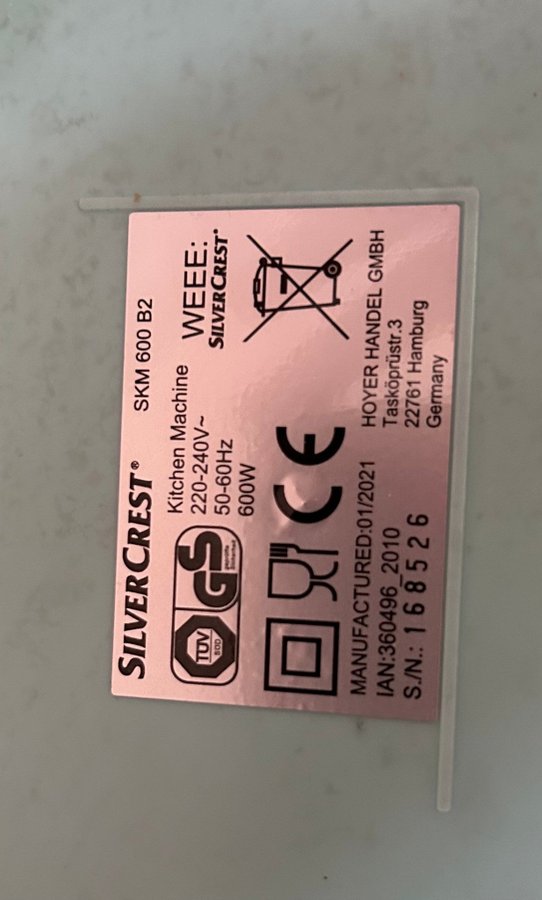 SILVERCREST® SKM 600 B2
Kitchen Machine
220-240V~
50-60Hz
600W
WEEE:
SILVERCREST®
TÜV
SÜD
GS
geprüfte
Sicherheit
CE
MANUFACTURED:01/2021
IAN:360496_2010
S./N.: 168526
HOYER HANDEL GMBH
Tasköprüstr.3
22761 Hamburg
Germany